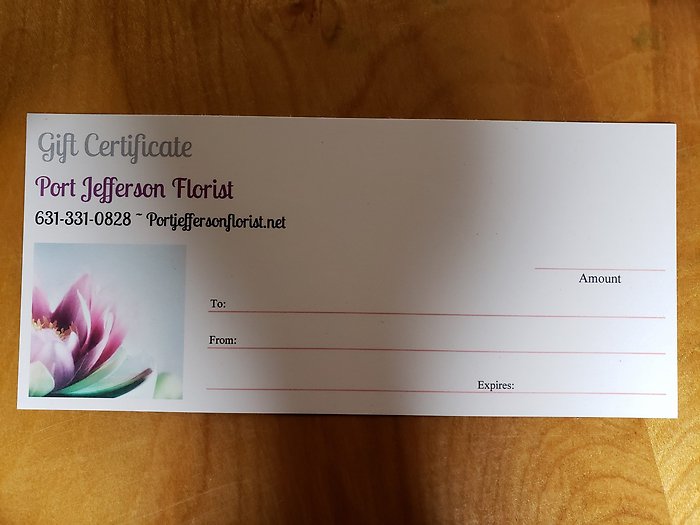 Gift Certificate
Port Jefferson Florist
631-331-0828 ~ Portjeffersonflorist.net
Amount
To:
From:
Expires: